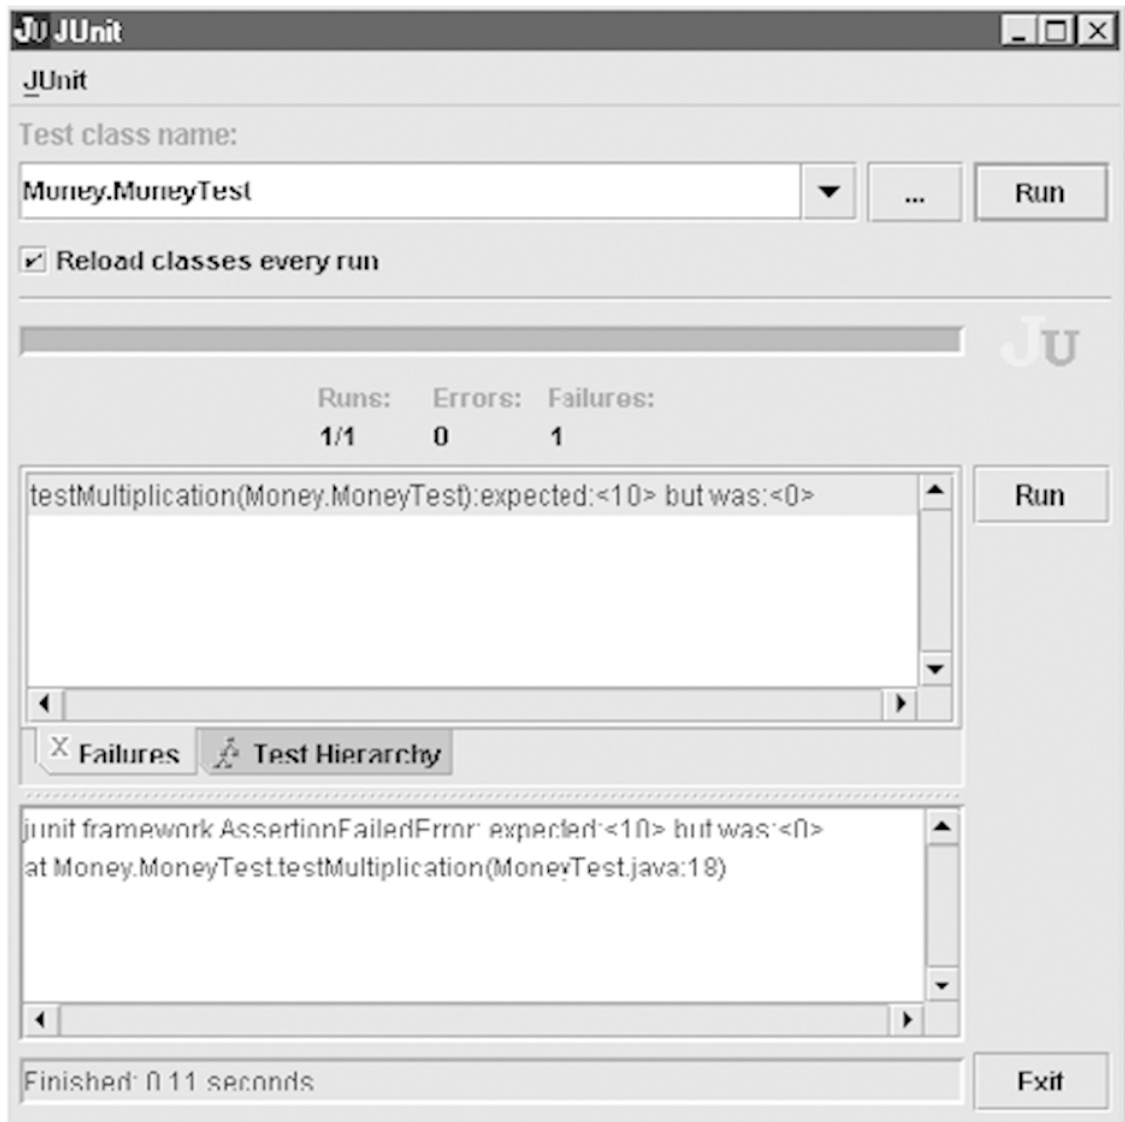 JU JUnit
JUnit
Test class name:
Money.MoneyTest
... Run
Reload classes every run
JU
Runs: Errors: Failures:
1/1 0 1
testMultiplication(Money.MoneyTest):expected:<10> but was:<0>
Run
X Failures Test Hierarchy
junit.framework.AssertionFailedError: expected:<10> but was:<0>
at Money.MoneyTest.testMultiplication(MoneyTest.java:18)
Finished: 0.11 seconds
Exit